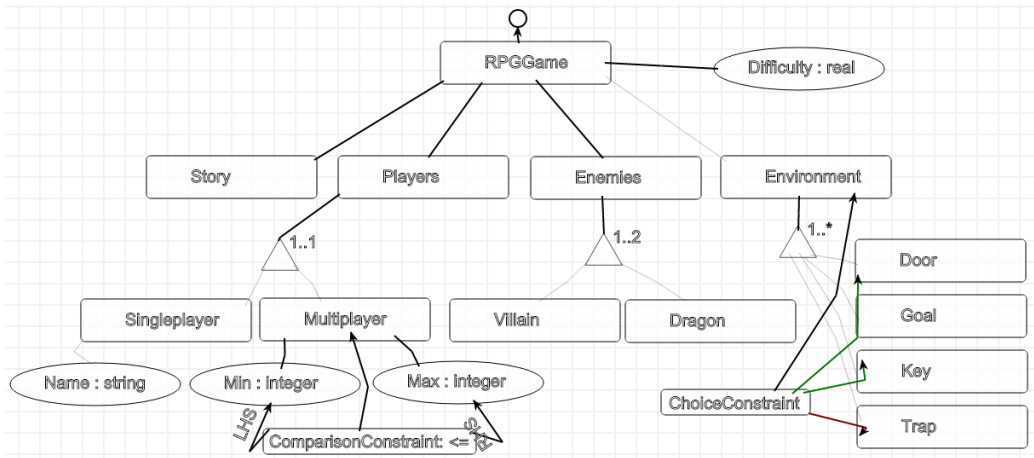 RPGGame
Difficulty : real
Story
Players
Enemies
Environment
1..1
1..2
1..*
Door
Singleplayer
Multiplayer
Villain
Dragon
Goal
Name : string
Min : integer
Max : integer
Key
ChoiceConstraint
LHS
ComparisonConstraint: <=
RHS
Trap